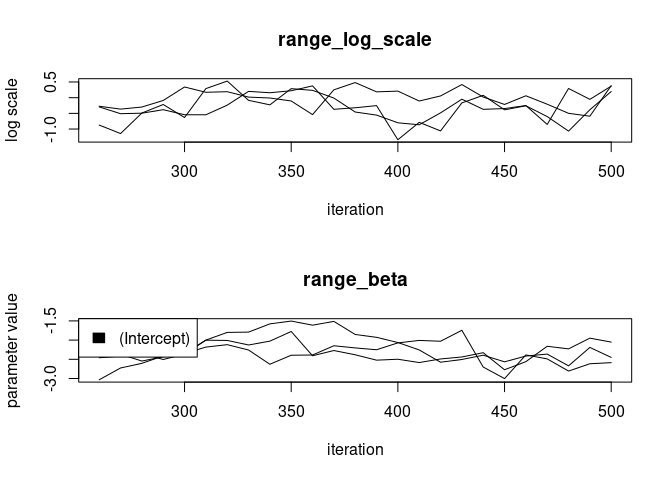 range_log_scale
0.5
-1.0
log scale
300 350 400 450 500
iteration
range_beta
-1.5
-3.0
parameter value
(Intercept)
300 350 400 450 500
iteration